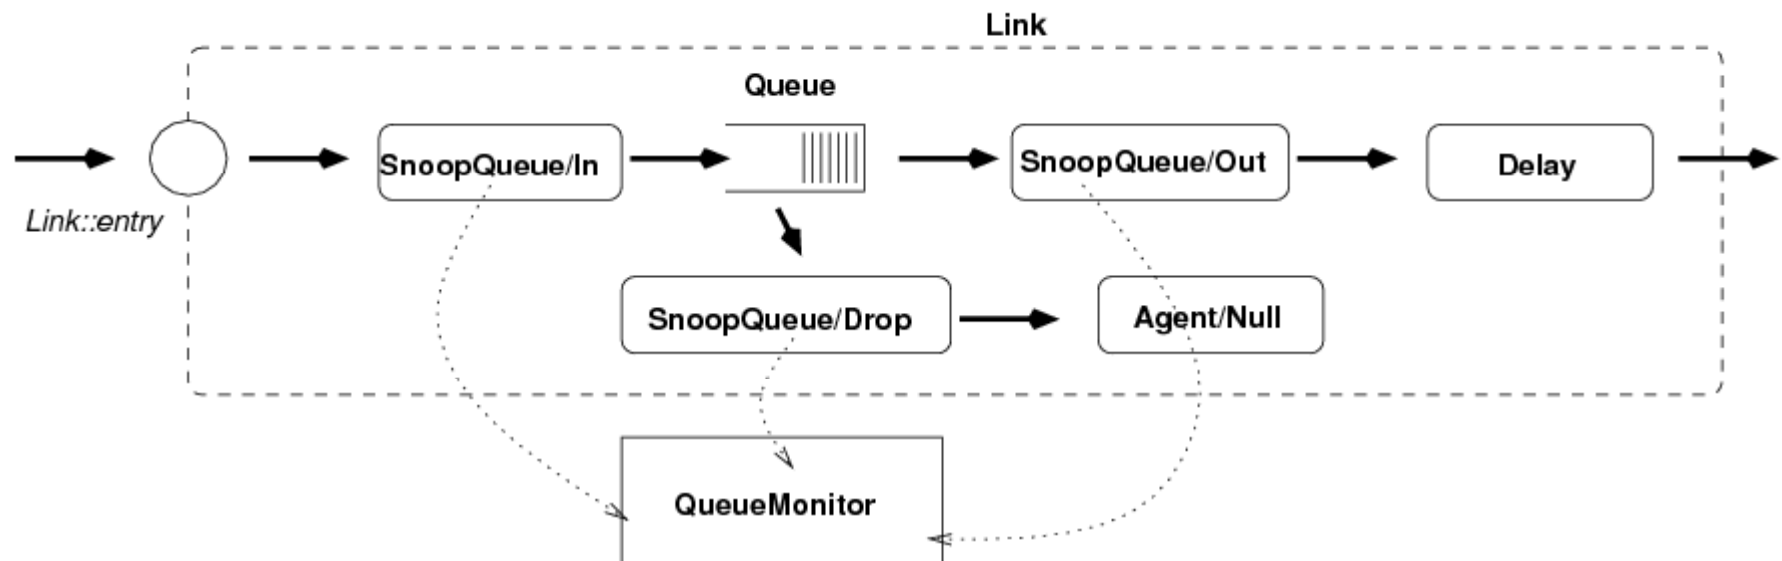 Link
Queue
SnoopQueue/In
SnoopQueue/Out
Delay
Link::entry
SnoopQueue/Drop
Agent/Null
QueueMonitor